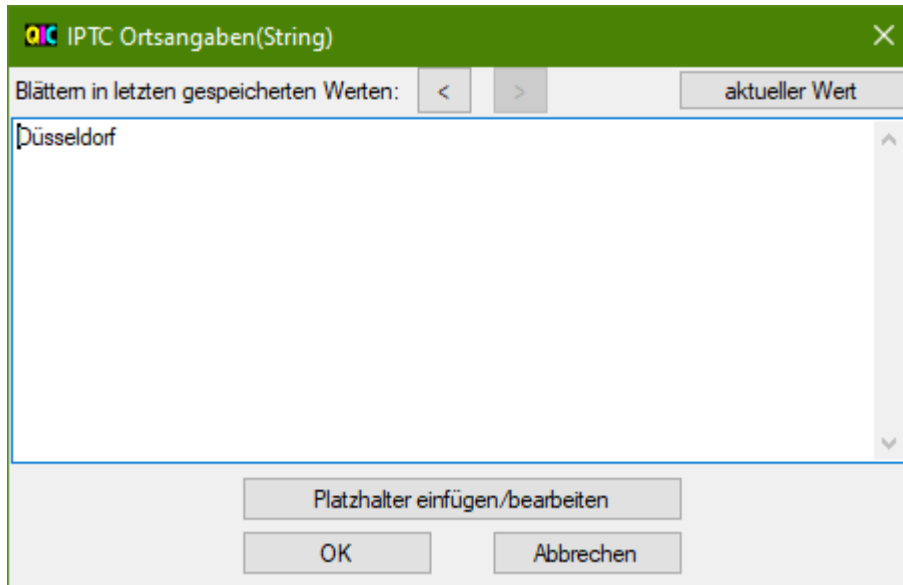 QIC IPTC Ortsangaben(String)
Blättern in letzten gespeicherten Werten: < > aktueller Wert
Düsseldorf
Platzhalter einfügen/bearbeiten
OK Abbrechen